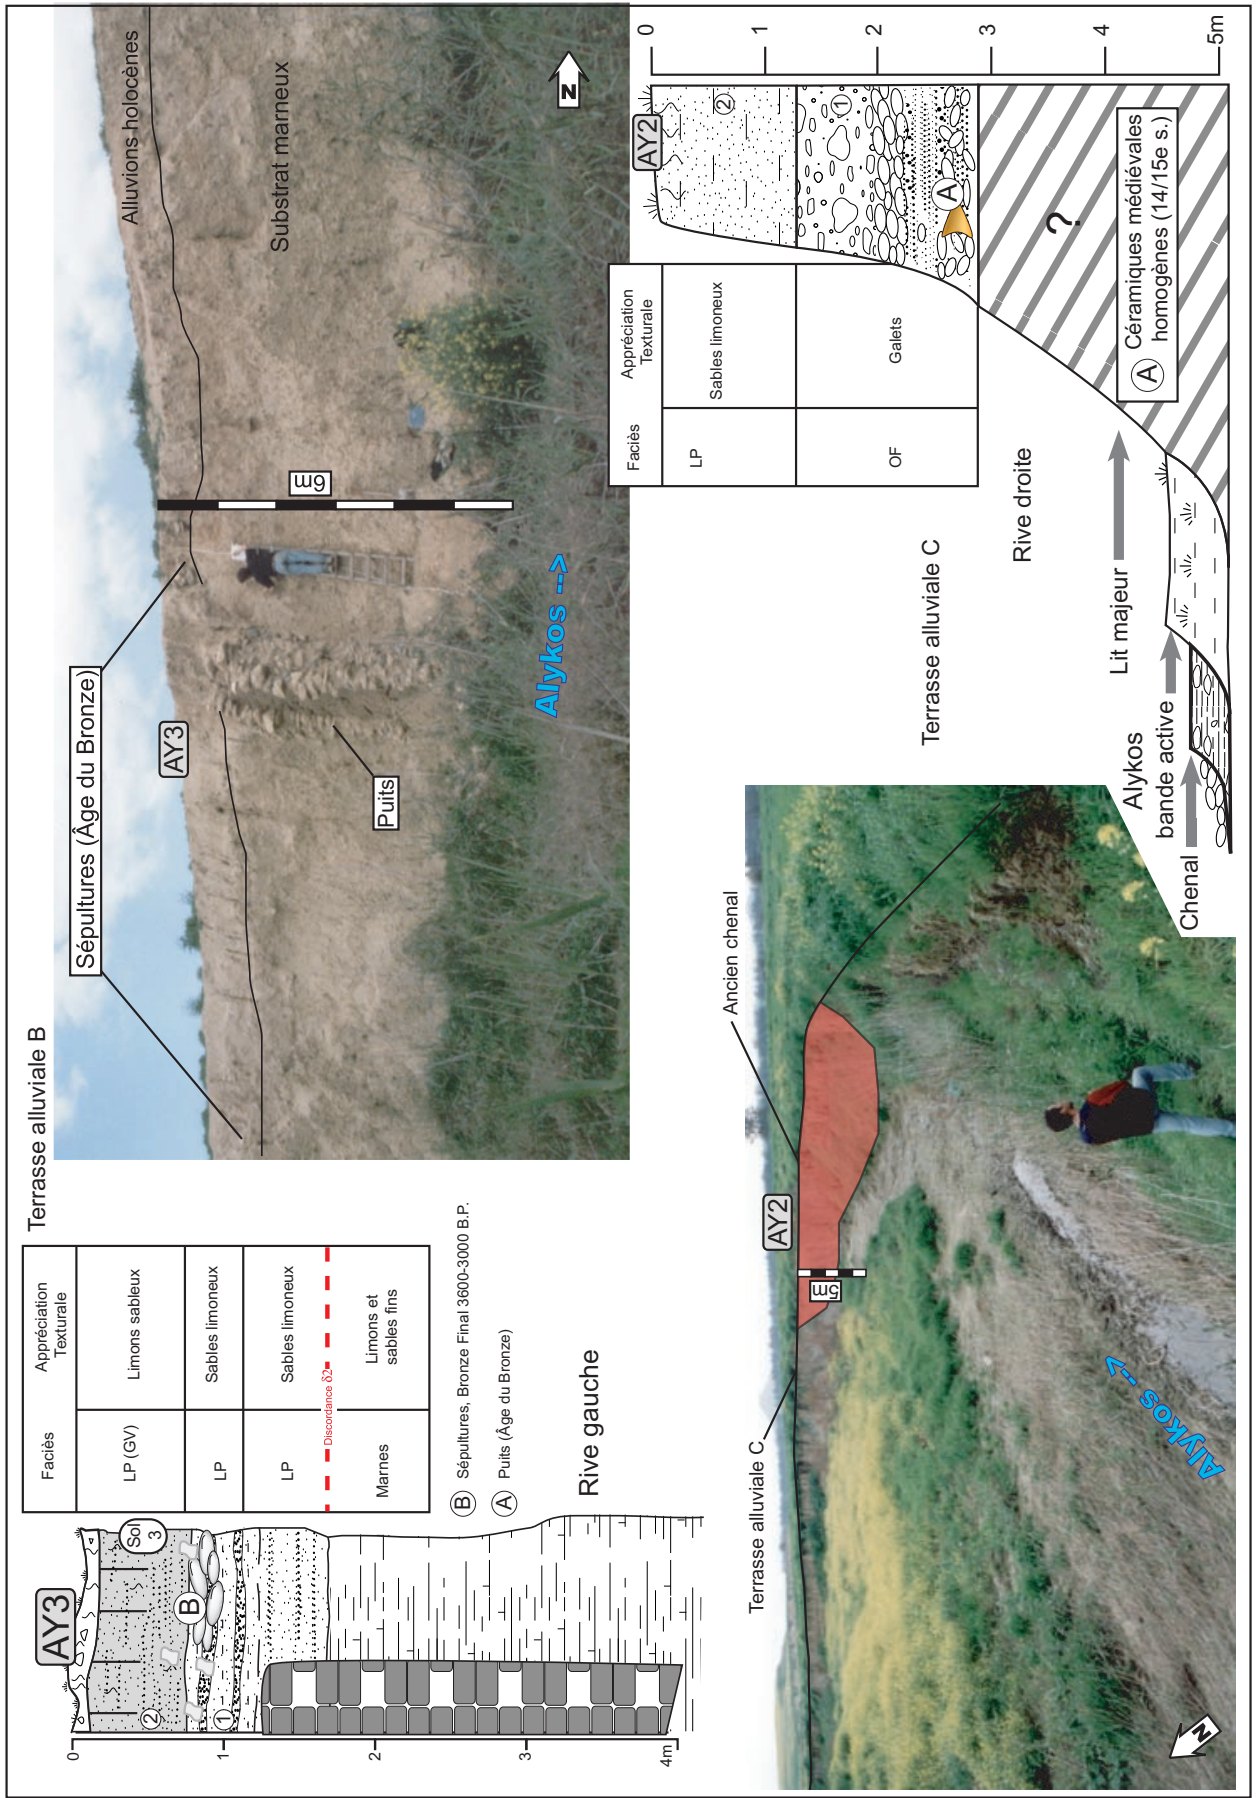 Terrasse alluviale B
AY3
0
1
2
3
4m
Sol
3
B
2
1
Faciès
Appréciation
Texturale
LP (GV)
Limons sableux
LP
Sables limoneux
LP
Sables limoneux
Discordance δ2
Marnes
Limons et
sables fins
B Sépultures, Bronze Final 3600-3000 B.P.
A Puits (Âge du Bronze)
Rive gauche
Sépultures (Âge du Bronze)
AY3
Puits
6m
Alluvions holocènes
Substrat marneux
Alykos -->
N
Terrasse alluviale C
Ancien chenal
AY2
5m
Alykos -->
N
Terrasse alluviale C
Rive droite
Faciès
Appréciation
Texturale
LP
Sables limoneux
OF
Galets
AY2
2
1
A
?
0
1
2
3
4
5m
A Céramiques médiévales
homogènes (14/15e s.)
Lit majeur
Alykos
bande active
Chenal